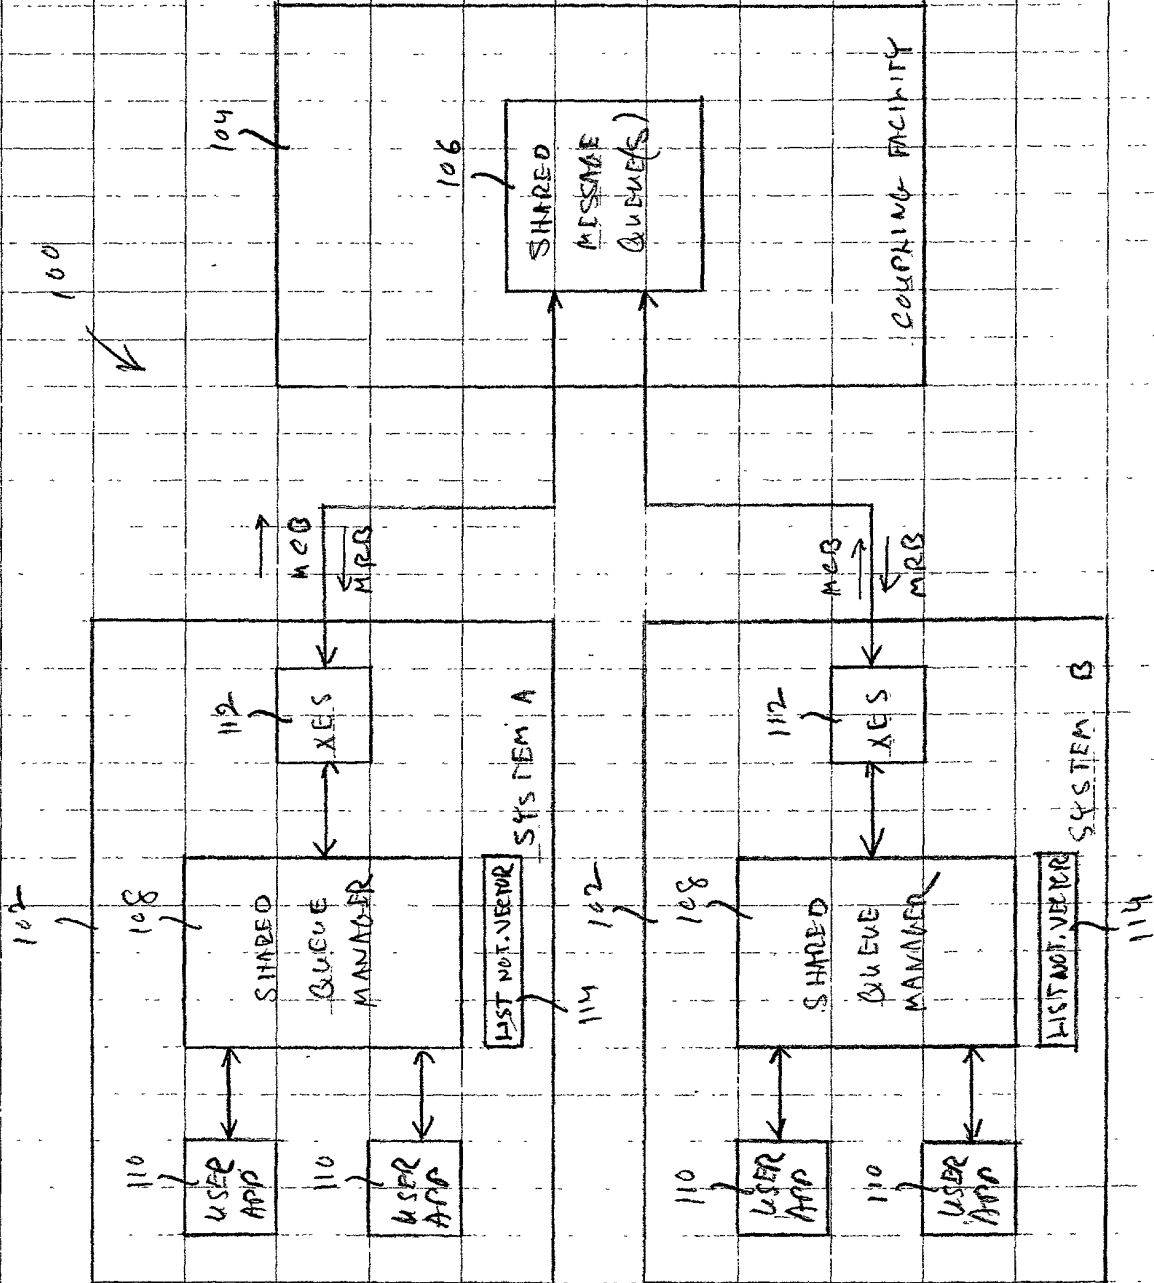 100
104
106
SHARED
MESSAGE
QUEUE(S)
COUPLING FACILITY
MCB
MRB
MCB
MRB
102
108
SHARED
QUEUE
MANAGER
112
XES
LIST NOT. VECTOR
114
SYSTEM A
110
USER
APP
110
USER
APP
102
108
SHARED
QUEUE
MANAGER
112
XES
LIST NOT. VECTOR
114
SYSTEM B
110
USER
APP
110
USER
APP